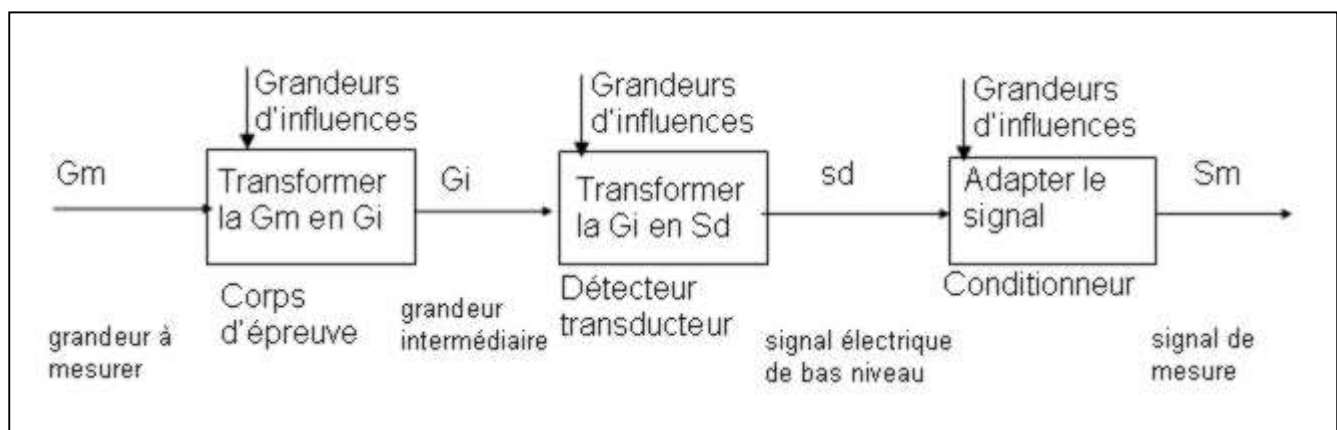 Grandeurs
d'influences
Grandeurs
d'influences
Grandeurs
d'influences
Gm
Transformer
la Gm en Gi
Gi
Transformer
la Gi en Sd
sd
Adapter le
signal
Sm
Corps
d'épreuve
Détecteur
transducteur
Conditionneur
grandeur à
mesurer
grandeur
intermédiaire
signal électrique
de bas niveau
signal de
mesure